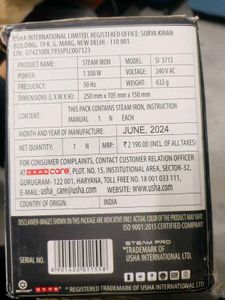 USHA INTERNATIONAL LIMITED, REGISTERED OFFICE: SURYA KIRAN
BUILDING, 19 K. G. MARG, NEW DELHI - 110 001.
CIN: U74210DL1935PLC007123
PRODUCT NAME: STEAM IRON MODEL: SI 3713
POWER: 1 300 W VOLTAGE: 240 V AC
FREQUENCY: 50 Hz WEIGHT: 632 g
DIMENSIONS (L X W X H): 250 mm x 105 mm x 150 mm
THIS PACK CONTAINS STEAM IRON, INSTRUCTION
MANUAL 1 N EACH
MONTH AND YEAR OF MANUFACTURE: JUNE, 2024
NET QUANTITY: 1 N MRP: ₹ 2 190.00 (INCL. OF ALL TAXES)
FOR CONSUMER COMPLAINTS, CONTACT CUSTOMER RELATION OFFICER
AT USHA care, PLOT NO. 15, INSTITUTIONAL AREA, SECTOR-32,
GURUGRAM - 122 001, HARYANA, TOLL FREE NO. 18 001 033 111,
E-MAIL: usha_care@usha.com WEBSITE: www.usha.com
COUNTRY OF ORIGIN: INDIA
DISCLAIMER-IMAGES SHOWN ON THIS PACKAGE ARE INDICATIVE ONLY. ACTUAL COLOR OF THE PRODUCT MAY
ISO 9001:2015 CERTIFIED
STEAM PRO
TRADEMARK OF
USHA INTERNATIONAL LTD.
SERIAL NO.
8901420011558
USHA ® REGISTERED TRADEMARK OF USHA INTERNATIONAL LTD.